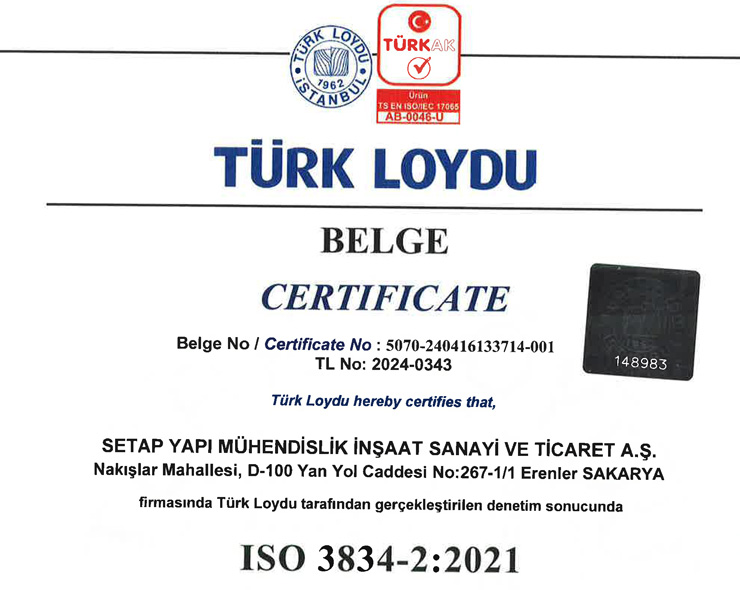 TÜRK LOYDU
1962
İSTANBUL
TÜRKAK
Ürün
TS EN ISO/IEC 17065
AB-0046-U
TÜRK LOYDU
BELGE
CERTIFICATE
Belge No / Certificate No : 5070-240416133714-001
TL No: 2024-0343
148983
Türk Loydu hereby certifies that,
SETAP YAPI MÜHENDİSLİK İNŞAAT SANAYİ VE TİCARET A.Ş.
Nakışlar Mahallesi, D-100 Yan Yol Caddesi No:267-1/1 Erenler SAKARYA
firmasında Türk Loydu tarafından gerçekleştirilen denetim sonucunda
ISO 3834-2:2021